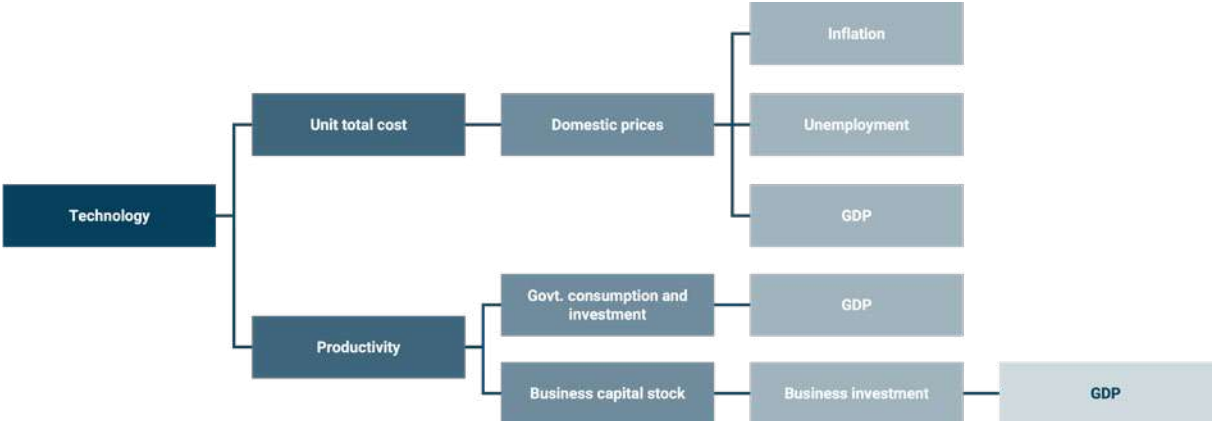 Inflation
Unit total cost
Domestic prices
Unemployment
Technology
GDP
Govt. consumption and
investment
GDP
Productivity
Business capital stock
Business investment
GDP